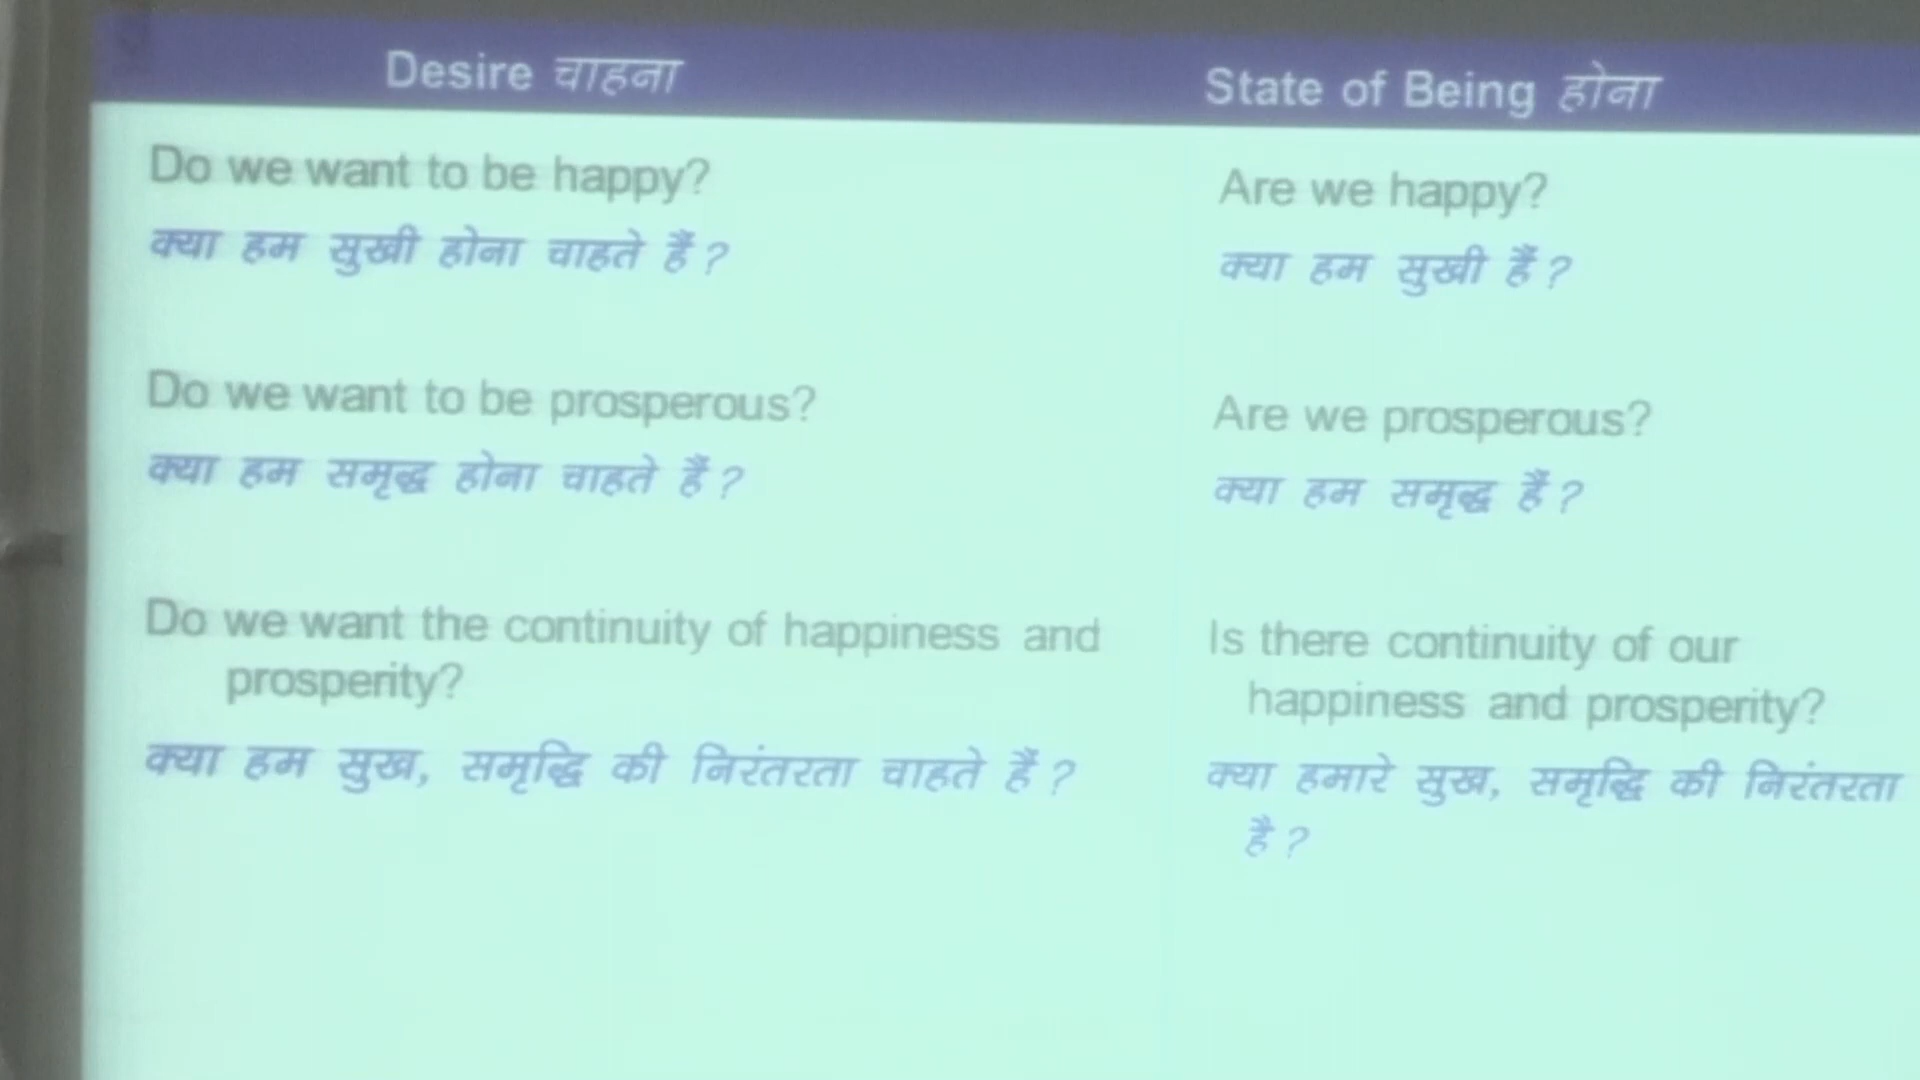 Desire चाहना
State of Being होना
Do we want to be happy?
क्या हम सुखी होना चाहते हैं?
Are we happy?
क्या हम सुखी हैं?
Do we want to be prosperous?
क्या हम समृद्ध होना चाहते हैं?
Are we prosperous?
क्या हम समृद्ध हैं?
Do we want the continuity of happiness and
prosperity?
क्या हम सुख, समृद्धि की निरंतरता चाहते हैं?
Is there continuity of our
happiness and prosperity?
क्या हमारे सुख, समृद्धि की निरंतरता
है?